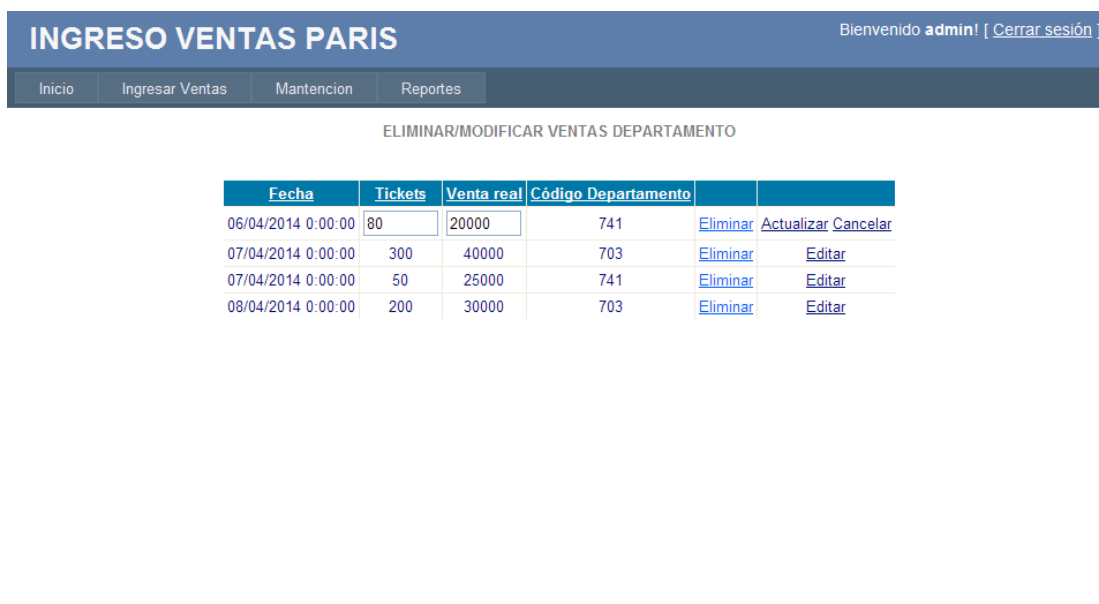 INGRESO VENTAS PARIS
Bienvenido admin! [ Cerrar sesión ]
Inicio Ingresar Ventas Mantencion Reportes
ELIMINAR/MODIFICAR VENTAS DEPARTAMENTO
Fecha Tickets Venta real Código Departamento
06/04/2014 0:00:00 80 20000 741 Eliminar Actualizar Cancelar
07/04/2014 0:00:00 300 40000 703 Eliminar Editar
07/04/2014 0:00:00 50 25000 741 Eliminar Editar
08/04/2014 0:00:00 200 30000 703 Eliminar Editar